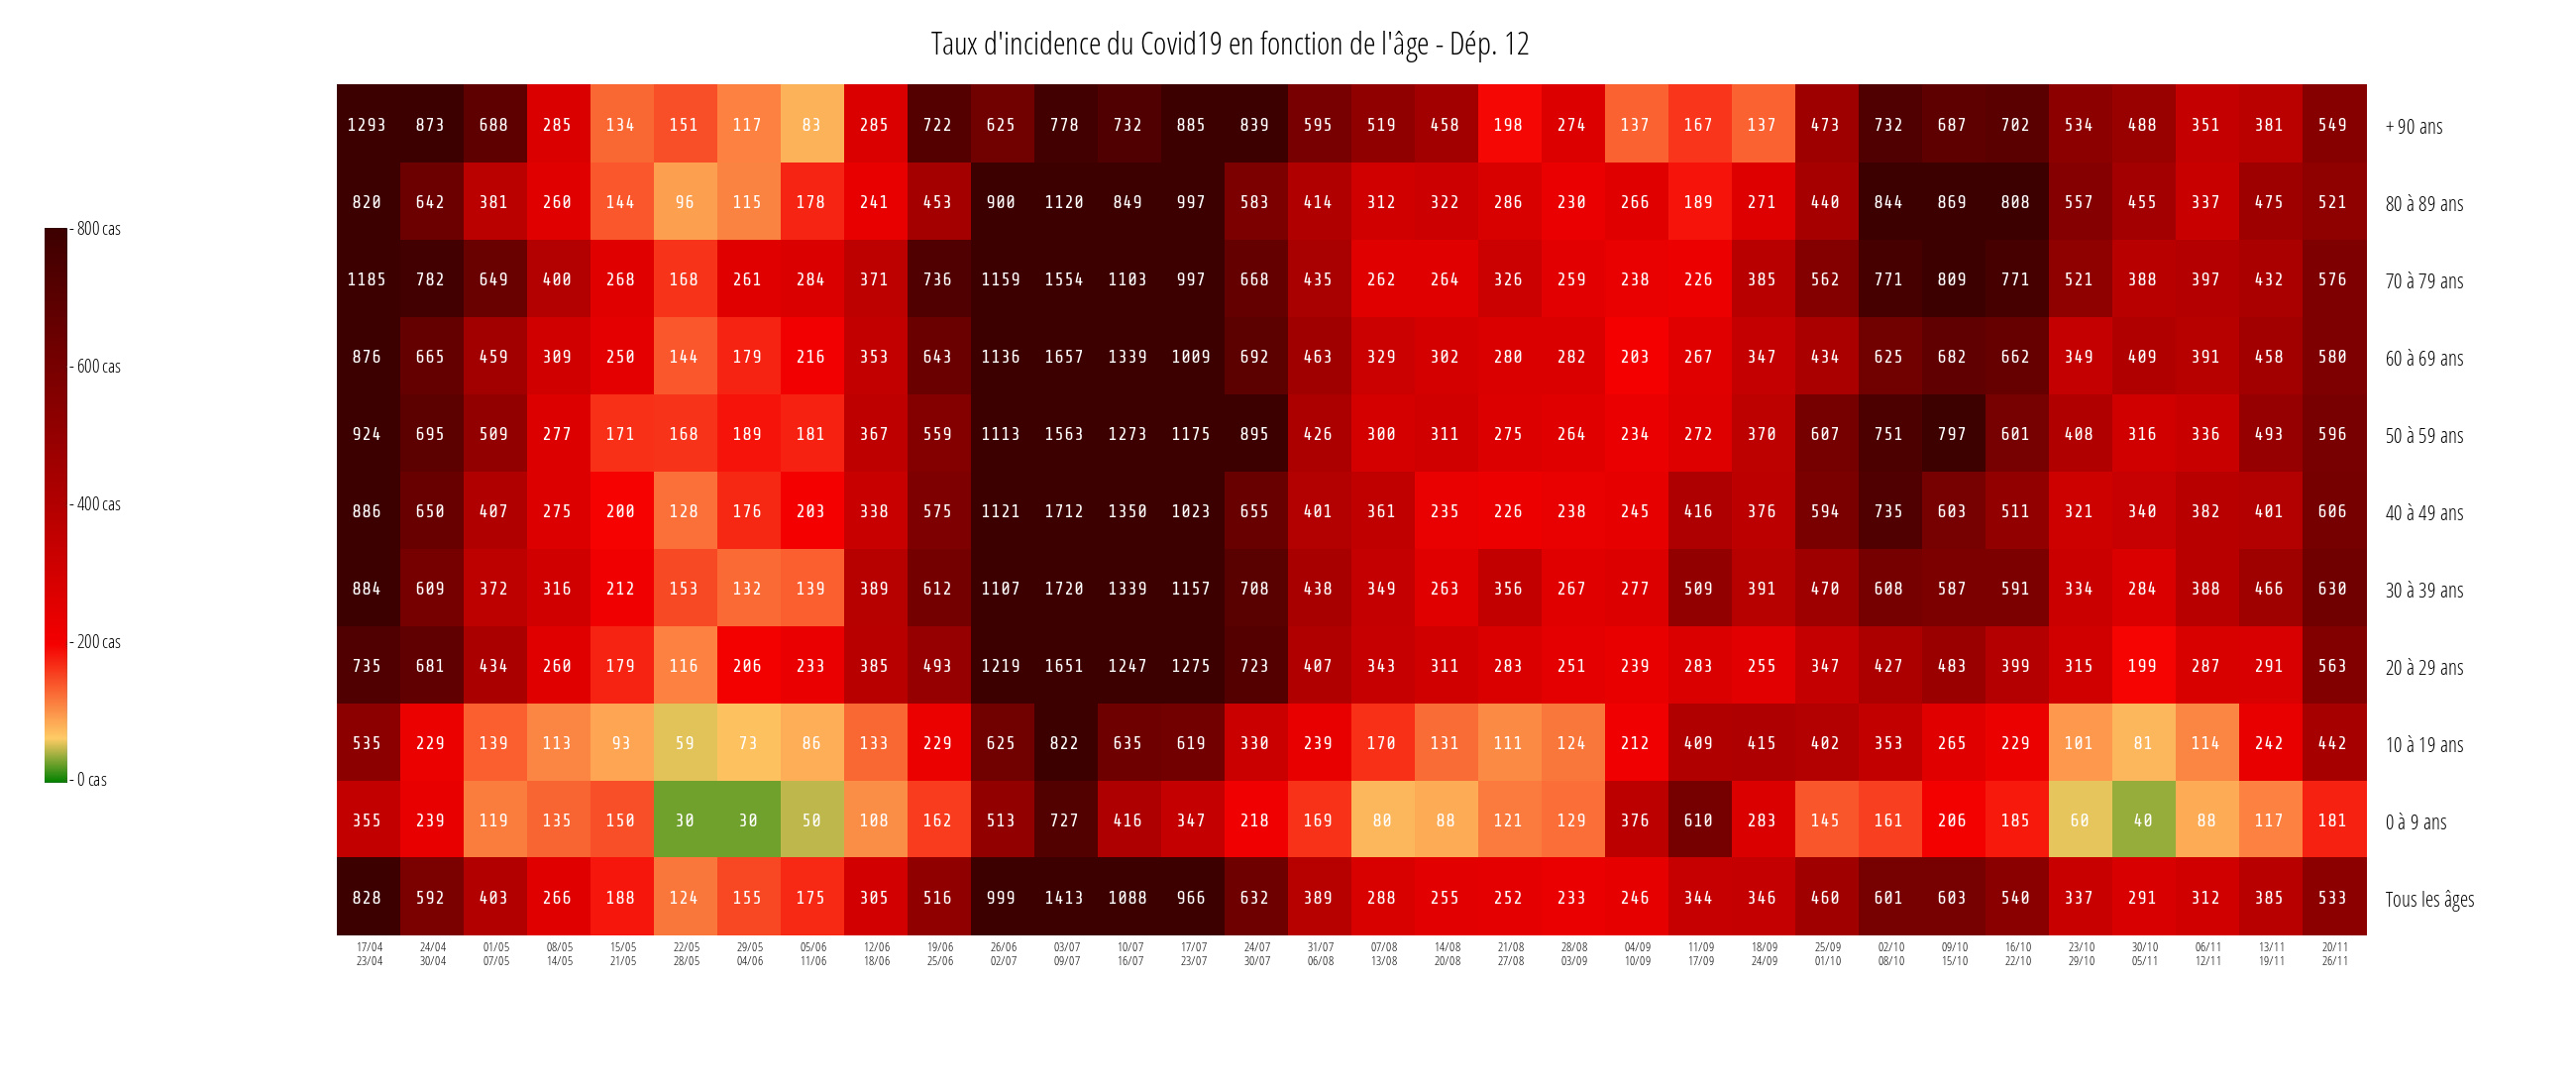 Taux d'incidence du Covid19 en fonction de l'âge - Dép. 12
- 800 cas
- 600 cas
- 400 cas
- 200 cas
- 0 cas
1293 873 688 285 134 151 117 83 285 722 625 778 732 885 839 595 519 458 198 274 137 167 137 473 732 687 702 534 488 351 381 549 + 90 ans
820 642 381 260 144 96 115 178 241 453 900 1120 849 997 583 414 312 322 286 230 266 189 271 440 844 869 808 557 455 337 475 521 80 à 89 ans
1185 782 649 400 268 168 261 284 371 736 1159 1554 1103 997 668 435 262 264 326 259 238 226 385 562 771 809 771 521 388 397 432 576 70 à 79 ans
876 665 459 309 250 144 179 216 353 643 1136 1657 1339 1009 692 463 329 302 280 282 203 267 347 434 625 682 662 349 409 391 458 580 60 à 69 ans
924 695 509 277 171 168 189 181 367 559 1113 1563 1273 1175 895 426 300 311 275 264 234 272 370 607 751 797 601 408 316 336 493 596 50 à 59 ans
886 650 407 275 200 128 176 203 338 575 1121 1712 1350 1023 655 401 361 235 226 238 245 416 376 594 735 603 511 321 340 382 401 606 40 à 49 ans
884 609 372 316 212 153 132 139 389 612 1107 1720 1339 1157 708 438 349 263 356 267 277 509 391 470 608 587 591 334 284 388 466 630 30 à 39 ans
735 681 434 260 179 116 206 233 385 493 1219 1651 1247 1275 723 407 343 311 283 251 239 283 255 347 427 483 399 315 199 287 291 563 20 à 29 ans
535 229 139 113 93 59 73 86 133 229 625 822 635 619 330 239 170 131 111 124 212 409 415 402 353 265 229 101 81 114 242 442 10 à 19 ans
355 239 119 135 150 30 30 50 108 162 513 727 416 347 218 169 80 88 121 129 376 610 283 145 161 206 185 60 40 88 117 181 0 à 9 ans
828 592 403 266 188 124 155 175 305 516 999 1413 1088 966 632 389 288 255 252 233 246 344 346 460 601 603 540 337 291 312 385 533 Tous les âges
17/04 24/04 01/05 08/05 15/05 22/05 29/05 05/06 12/06 19/06 26/06 03/07 10/07 17/07 24/07 31/07 07/08 14/08 21/08 28/08 04/09 11/09 18/09 25/09 02/10 09/10 16/10 23/10 30/10 06/11 13/11 20/11
23/04 30/04 07/05 14/05 21/05 28/05 04/06 11/06 18/06 25/06 02/07 09/07 16/07 23/07 30/07 06/08 13/08 20/08 27/08 03/09 10/09 17/09 24/09 01/10 08/10 15/10 22/10 29/10 05/11 12/11 19/11 26/11